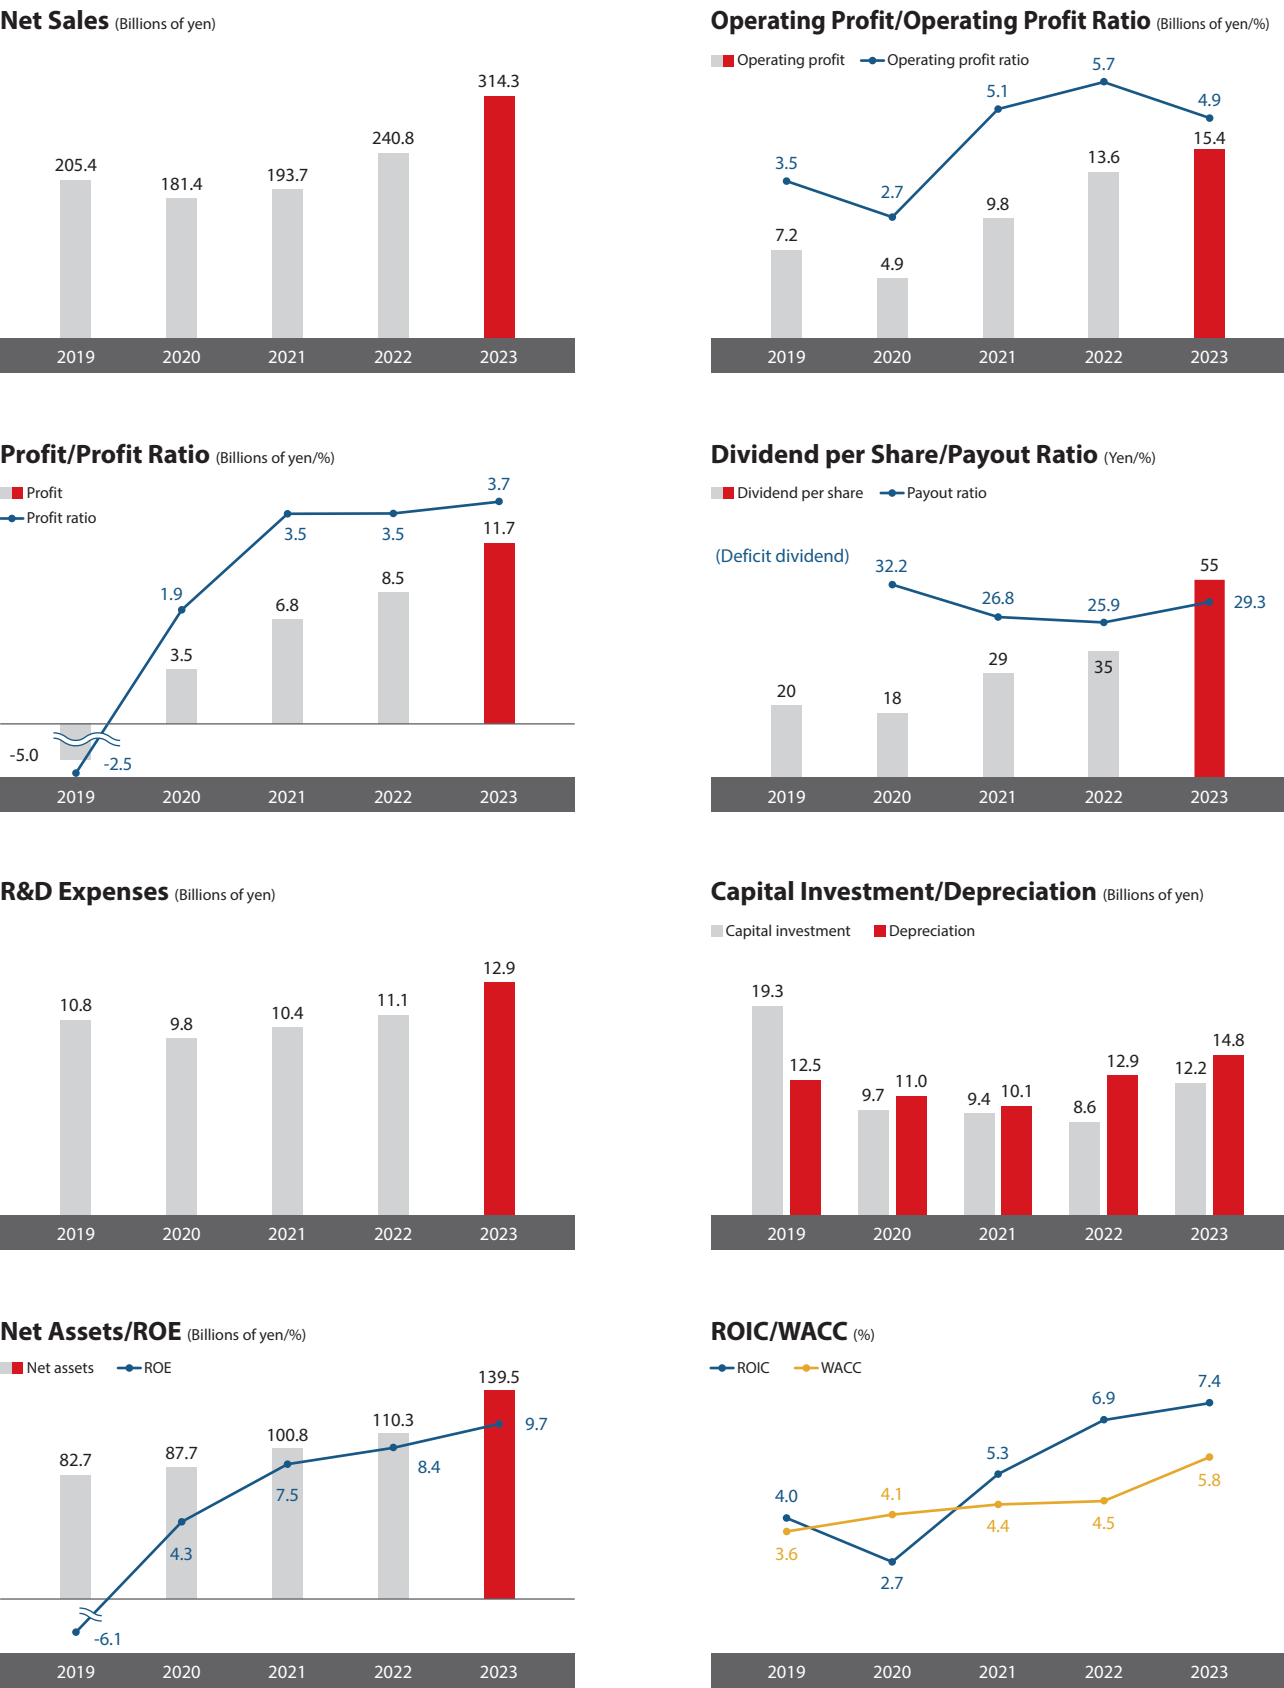 Net Sales (Billions of yen)
314.3
240.8
205.4
193.7
181.4
2019 2020 2021 2022 2023
Operating Profit/Operating Profit Ratio (Billions of yen/%)
Operating profit Operating profit ratio
5.7
5.1
4.9
3.5
2.7
15.4
13.6
9.8
7.2
4.9
2019 2020 2021 2022 2023
Profit/Profit Ratio (Billions of yen/%)
Profit
Profit ratio
3.7
3.5 3.5
1.9
-2.5
11.7
8.5
6.8
3.5
-5.0
2019 2020 2021 2022 2023
Dividend per Share/Payout Ratio (Yen/%)
Dividend per share Payout ratio
(Deficit dividend) 32.2
26.8 25.9 29.3
55
20 18 29 35
2019 2020 2021 2022 2023
R&D Expenses (Billions of yen)
12.9
10.8 9.8 10.4 11.1
2019 2020 2021 2022 2023
Capital Investment/Depreciation (Billions of yen)
Capital investment Depreciation
19.3 12.5 9.7 11.0 9.4 10.1 8.6 12.9 12.2 14.8
2019 2020 2021 2022 2023
Net Assets/ROE (Billions of yen/%)
Net assets ROE
82.7 87.7 100.8 110.3 139.5
-6.1 4.3 7.5 8.4 9.7
2019 2020 2021 2022 2023
ROIC/WACC (%)
ROIC WACC
4.0 2.7 5.3 6.9 7.4
3.6 4.1 4.4 4.5 5.8
2019 2020 2021 2022 2023